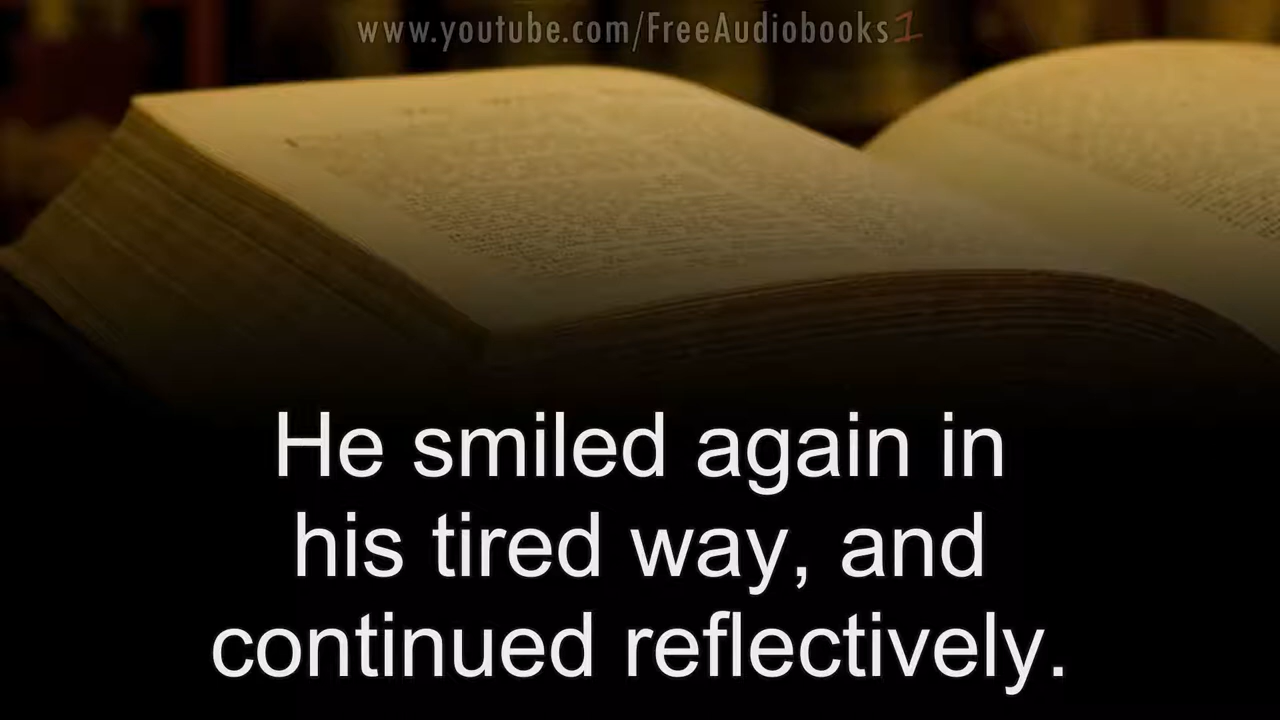 www.youtube.com/FreeAudiobooks1
He smiled again in
his tired way, and
continued reflectively.